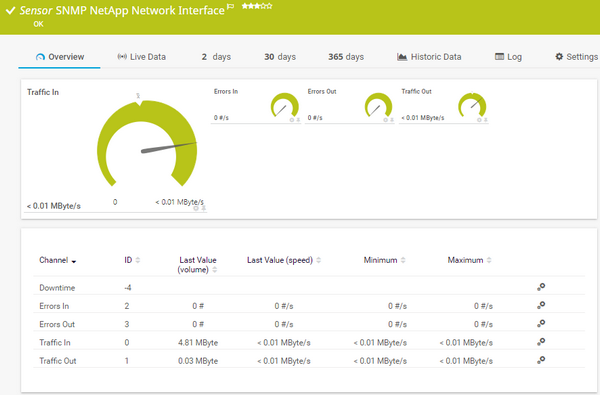 Sensor SNMP NetApp Network Interface
OK
Overview Live Data 2 days 30 days 365 days Historic Data Log Settings
Traffic In Errors In Errors Out Traffic Out
0 #/s 0 #/s < 0.01 MByte/s
0 < 0.01 MByte/s
< 0.01 MByte/s
Channel ID Last Value (volume) Last Value (speed) Minimum Maximum
Downtime -4
Errors In 2 0 # 0 #/s 0 #/s 0 #/s
Errors Out 3 0 # 0 #/s 0 #/s 0 #/s
Traffic In 0 4.81 MByte < 0.01 MByte/s < 0.01 MByte/s < 0.01 MByte/s
Traffic Out 1 0.03 MByte < 0.01 MByte/s < 0.01 MByte/s < 0.01 MByte/s